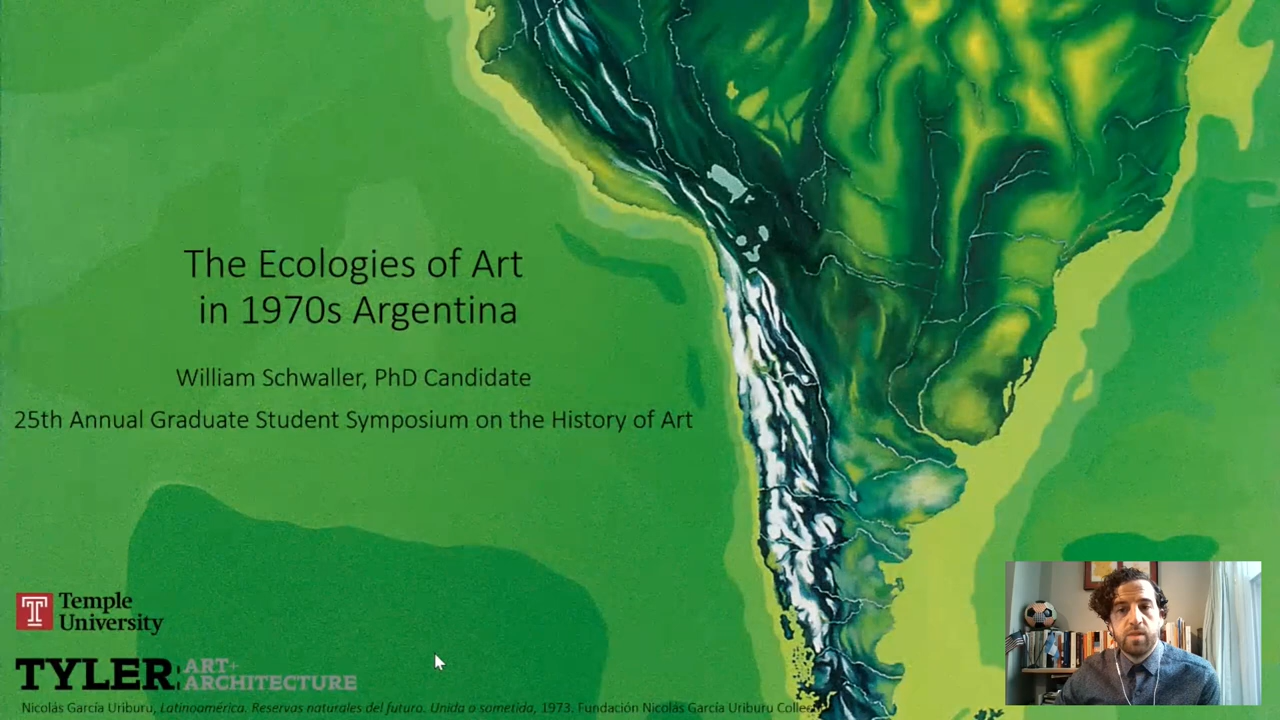 The Ecologies of Art
in 1970s Argentina
William Schwaller, PhD Candidate
25th Annual Graduate Student Symposium on the History of Art
Temple
University
TYLER ART+
ARCHITECTURE
Nicolás García Uriburu, Latinoamérica. Reservas naturales del futuro. Unida o sometida, 1973. Fundación Nicolás García Uriburu